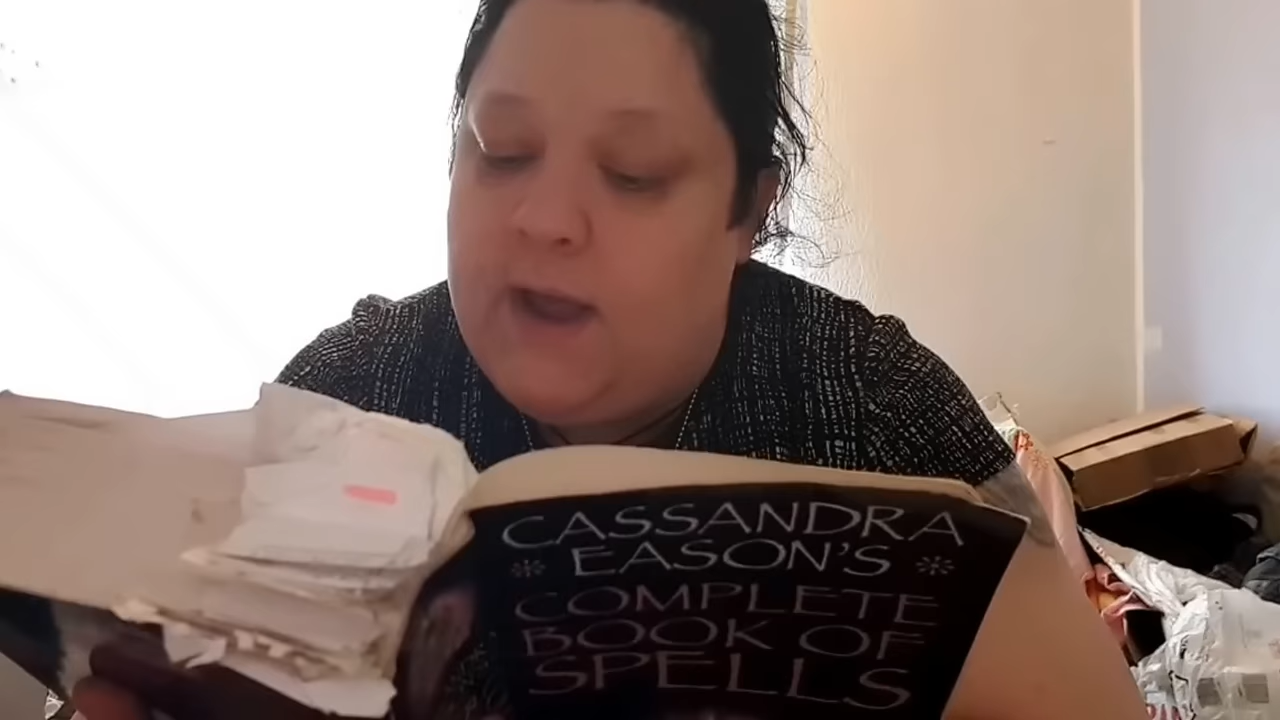 CASSANDRA
EASON'S
COMPLETE
BOOK OF
SPELLS